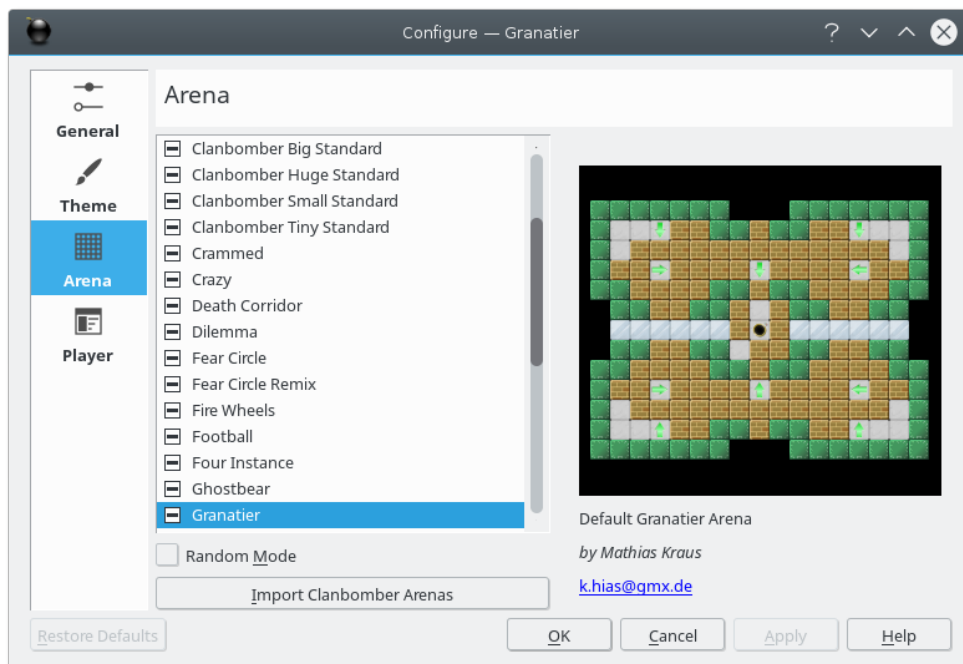 Configure — Granatier
General
Theme
Arena
Player
Arena
Clanbomber Big Standard
Clanbomber Huge Standard
Clanbomber Small Standard
Clanbomber Tiny Standard
Crammed
Crazy
Death Corridor
Dilemma
Fear Circle
Fear Circle Remix
Fire Wheels
Football
Four Instance
Ghostbear
Granatier
Random Mode
Import Clanbomber Arenas
Default Granatier Arena
by Mathias Kraus
k.hias@gmx.de
Restore Defaults
OK
Cancel
Apply
Help